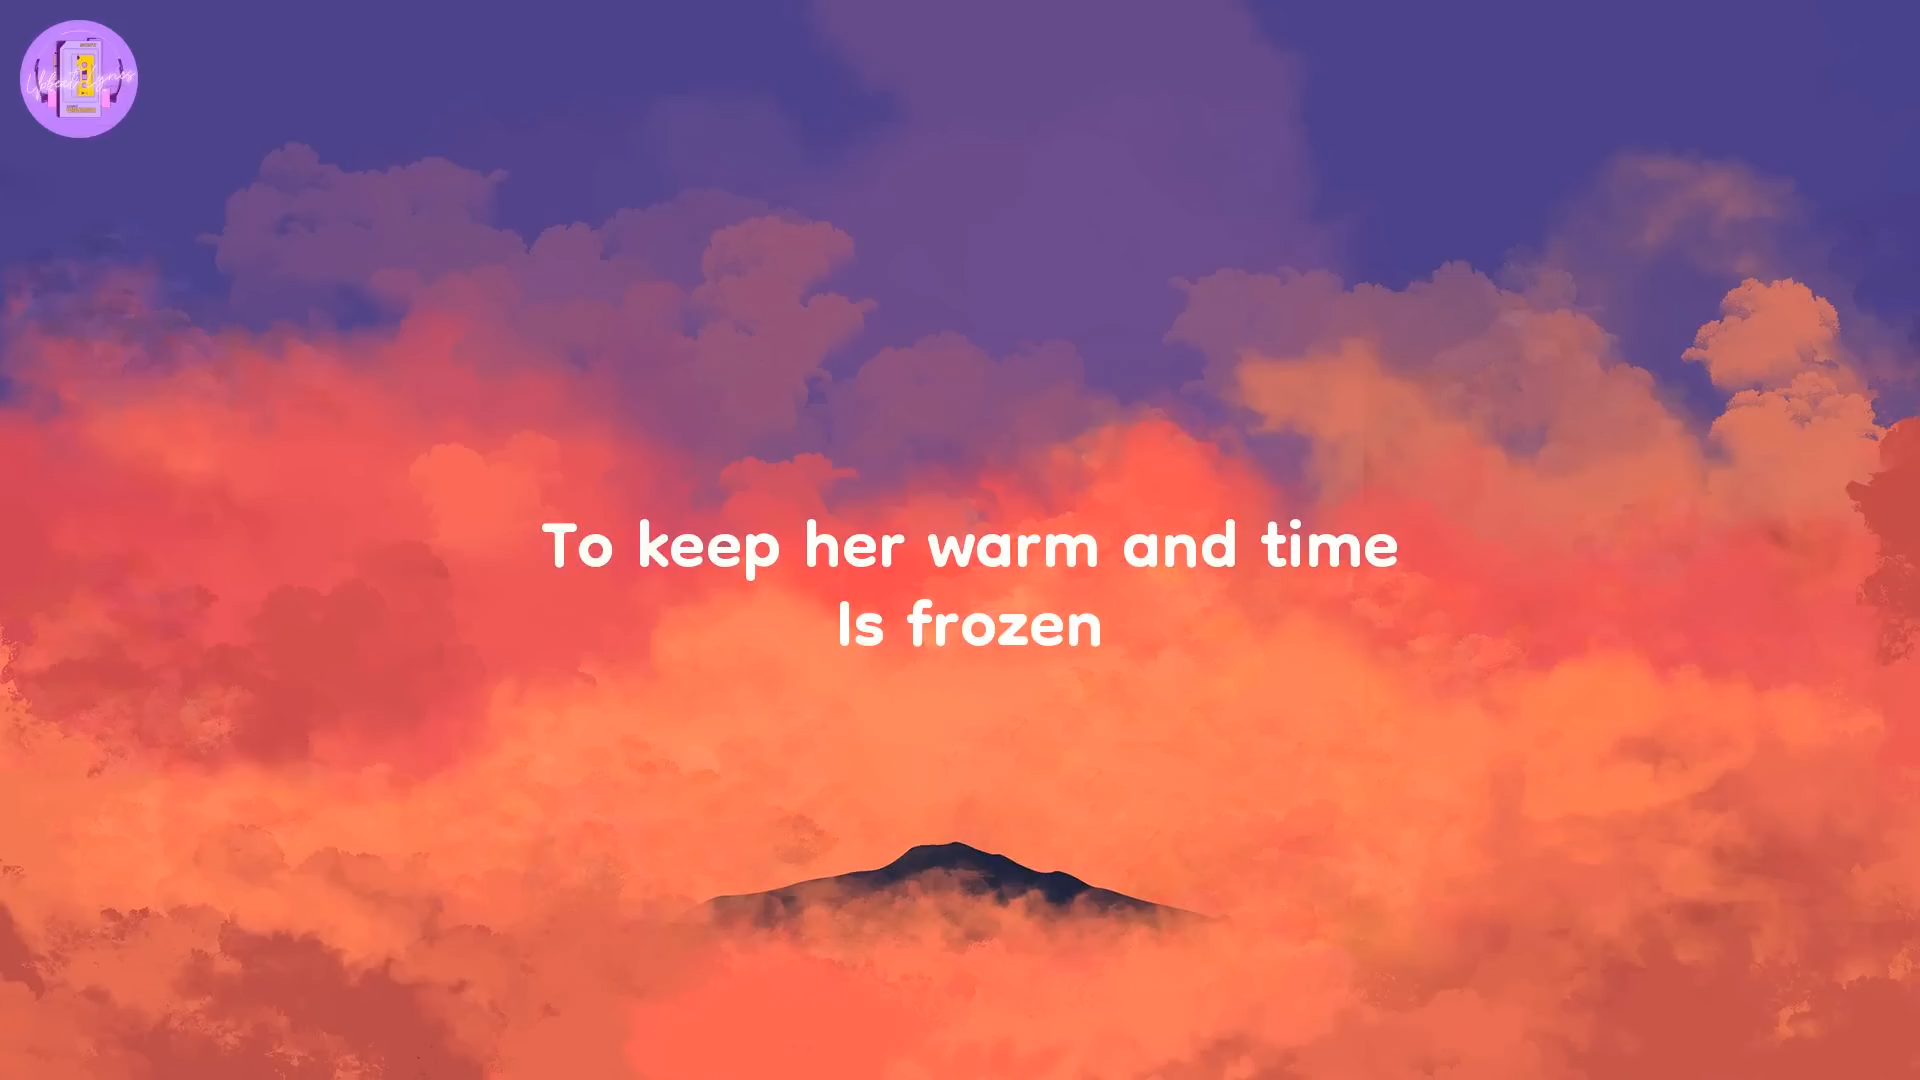 To keep her warm and time
Is frozen